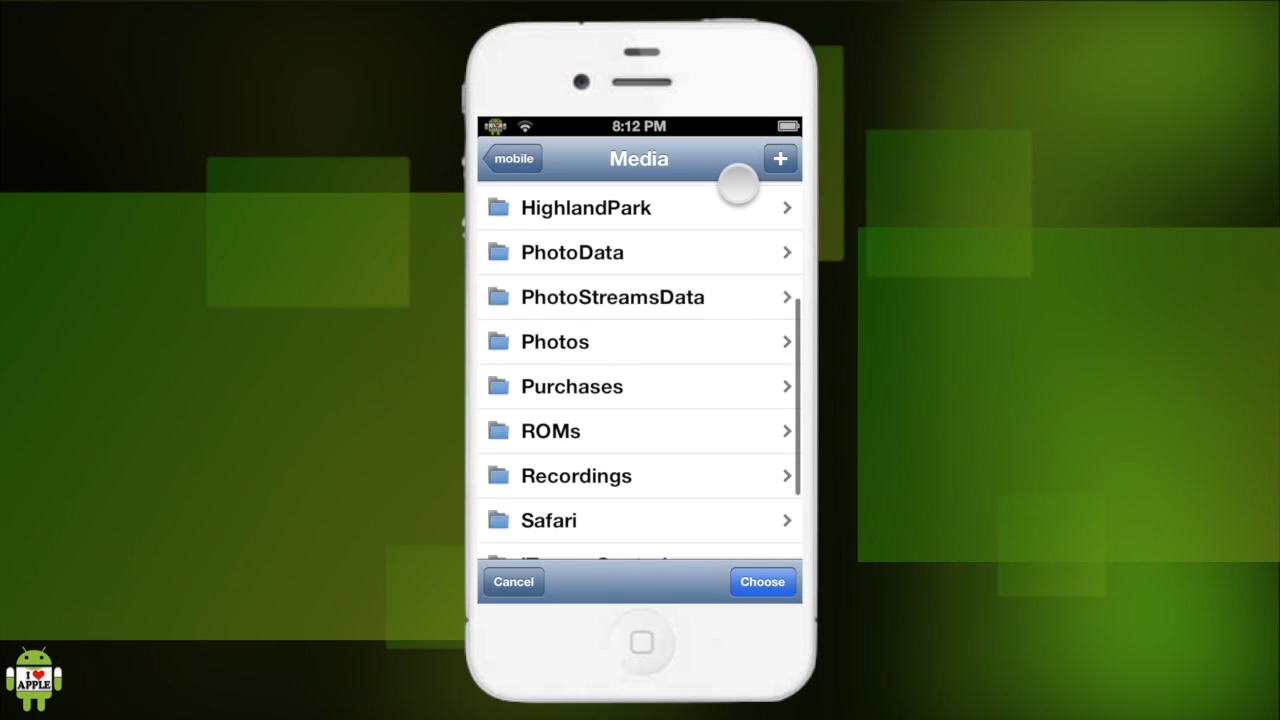 8:12 PM
mobile
Media
+
HighlandPark
PhotoData
PhotoStreamsData
Photos
Purchases
ROMs
Recordings
Safari
Cancel
Choose
I ❤ APPLE